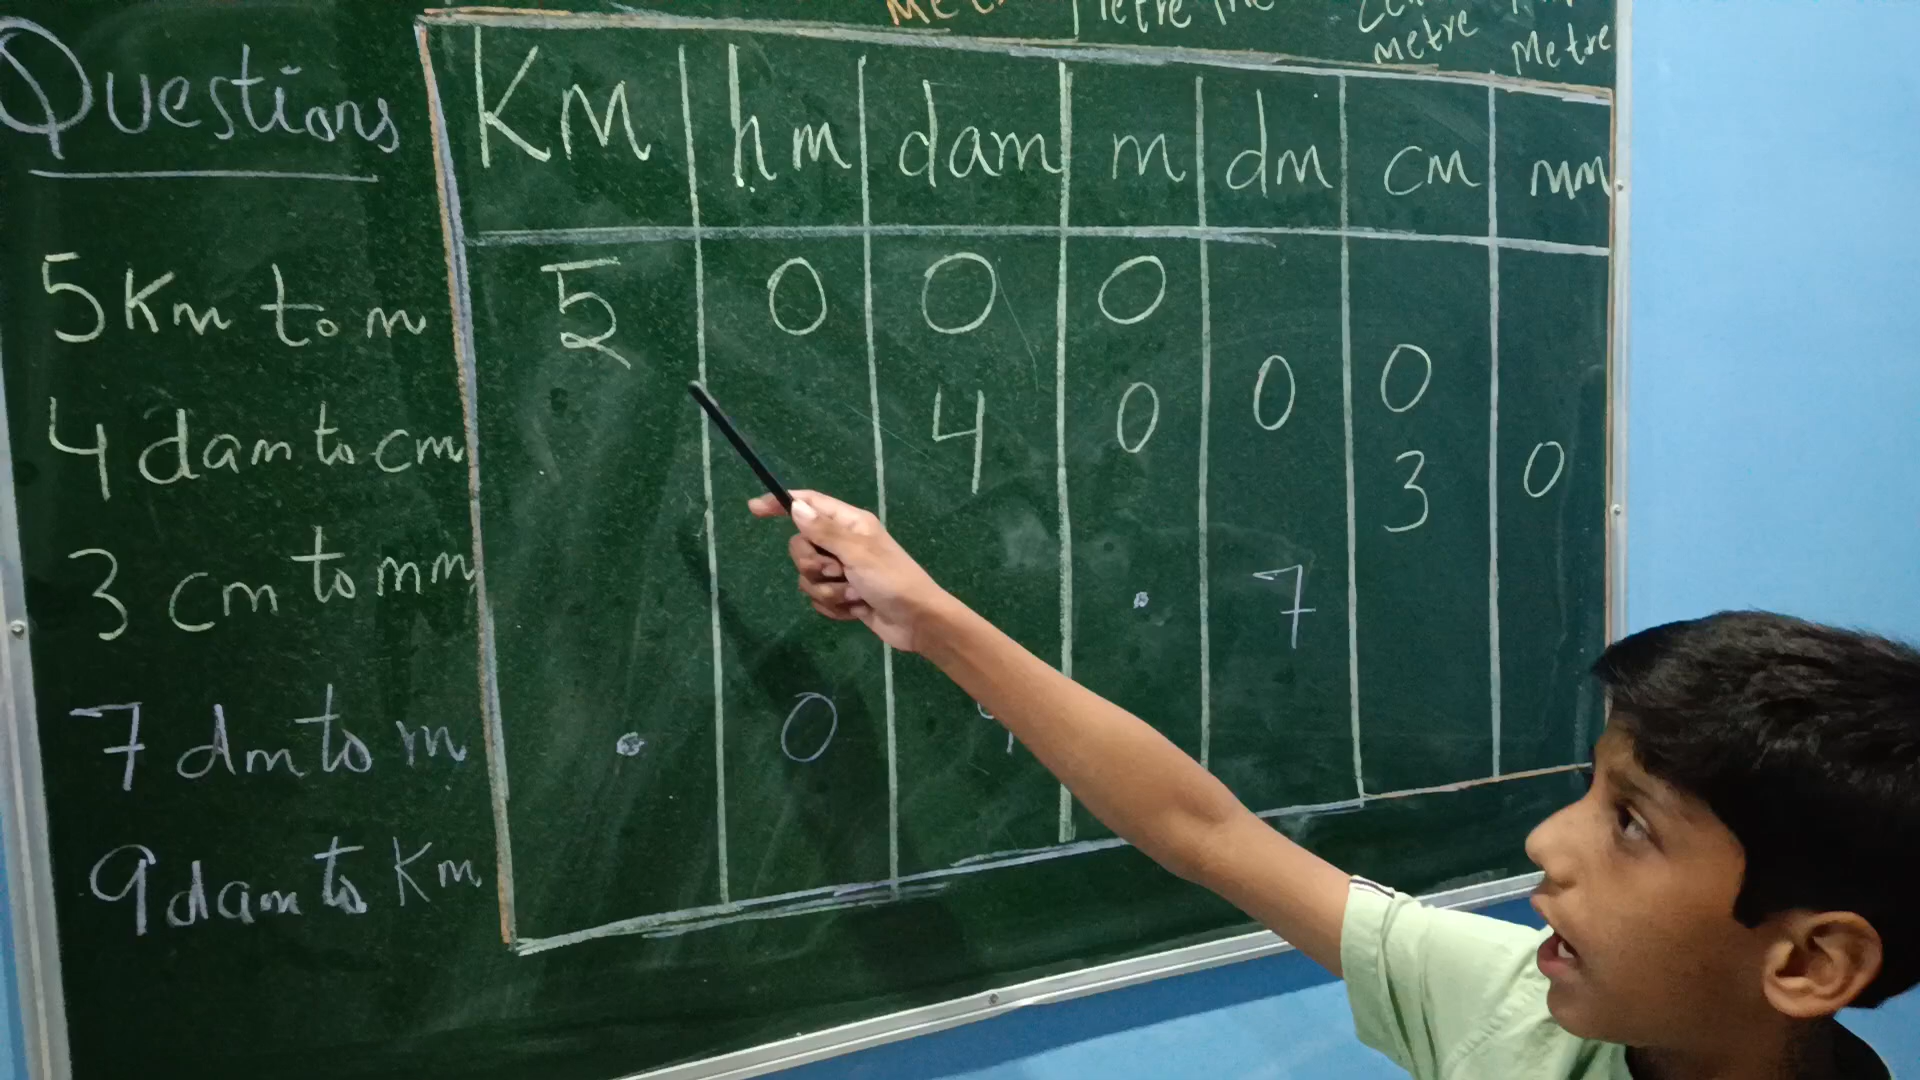 Metre
metre Metre
Questions
KM hm dam m dm cm mm
5 Km to m 5 0 0 0
4 dam to cm 4 0 0 0
3 cm to mm 3 0
7 dm to m . 7
9 dam to Km . 0